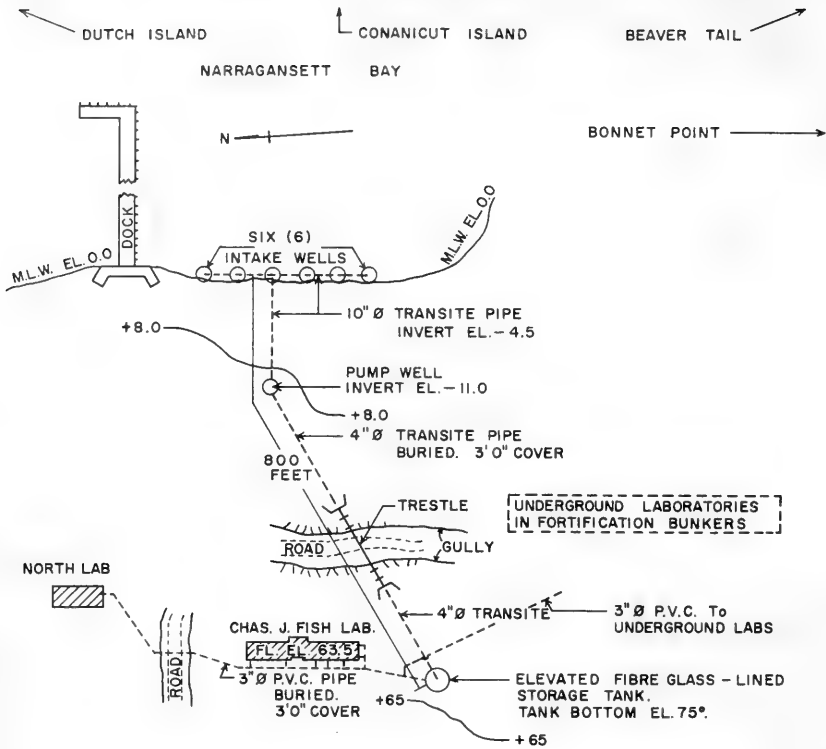 DUTCH ISLAND
CONANICUT ISLAND
BEAVER TAIL
NARRAGANSETT BAY
N
BONNET POINT
DOCK
M.L.W. EL. 0.0
SIX (6)
INTAKE WELLS
M.L.W. EL. 0.0
10" Ø TRANSITE PIPE
INVERT EL.-4.5
+8.0
PUMP WELL
INVERT EL.-11.0
+8.0
4" Ø TRANSITE PIPE
BURIED. 3'0" COVER
800
FEET
TRESTLE
UNDERGROUND LABORATORIES
IN FORTIFICATION BUNKERS
ROAD
GULLY
NORTH LAB
4" Ø TRANSITE
3" Ø P.V.C. To
UNDERGROUND LABS
CHAS. J. FISH LAB.
FL. EL. 63.5
ROAD
3" Ø P.V.C. PIPE
BURIED.
3'0" COVER
+65
ELEVATED FIBRE GLASS - LINED
STORAGE TANK.
TANK BOTTOM EL. 75°.
+65